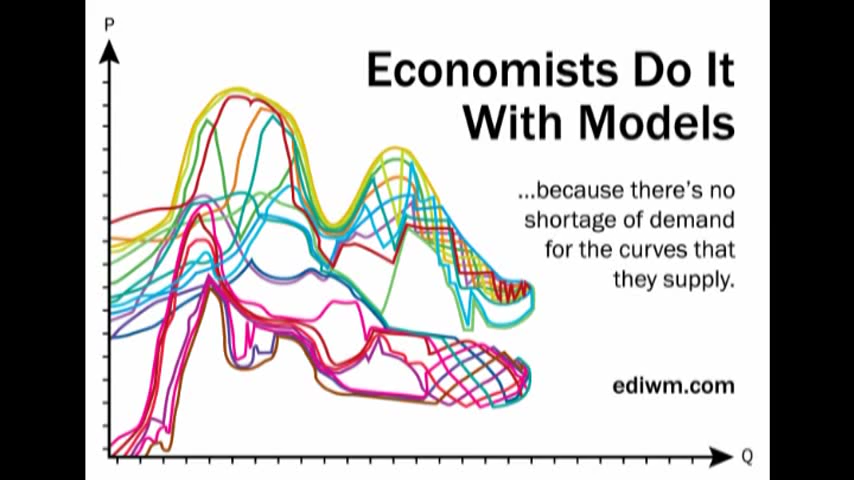 P
Economists Do It
With Models
...because there's no
shortage of demand
for the curves that
they supply.
ediwm.com
Q